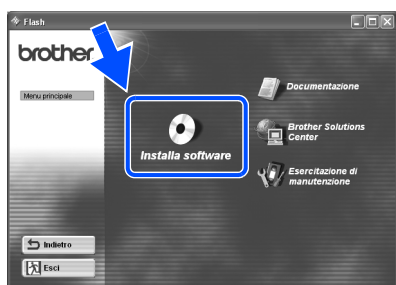 Flash
brother
Menu principale
Documentazione
Installa software
Brother Solutions
Center
Esercitazione di
manutenzione
Indietro
Esci